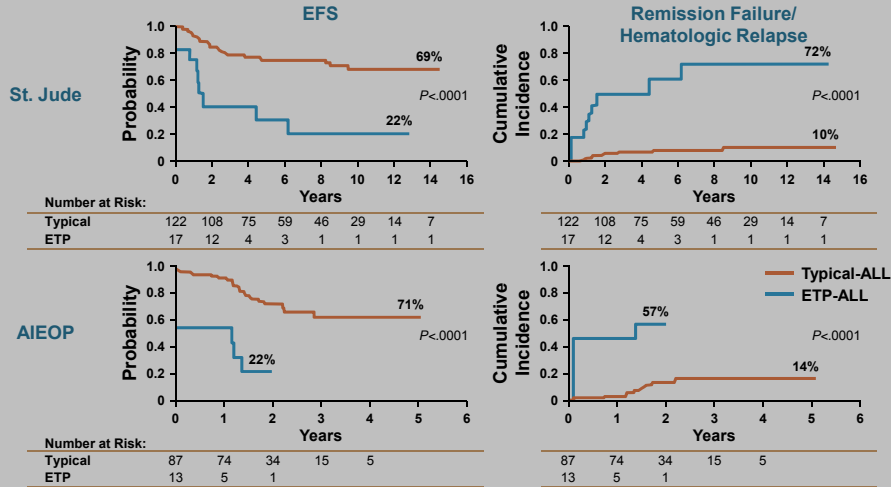 EFS
Remission Failure/
Hematologic Relapse
St. Jude
Probability
1.0
0.8
0.6
0.4
0.2
0
69%
22%
P<.0001
0 2 4 6 8 10 12 14 16
Years
Cumulative
Incidence
1.0
0.8
0.6
0.4
0.2
0
72%
10%
P<.0001
0 2 4 6 8 10 12 14 16
Years
Number at Risk:
Typical 122 108 75 59 46 29 14 7
ETP 17 12 4 3 1 1 1 1
122 108 75 59 46 29 14 7
17 12 4 3 1 1 1 1
AIEOP
Probability
1.0
0.8
0.6
0.4
0.2
0
71%
22%
P<.0001
0 1 2 3 4 5 6
Years
Cumulative
Incidence
1.0
0.8
0.6
0.4
0.2
0
Typical-ALL
ETP-ALL
57%
14%
P<.0001
0 1 2 3 4 5 6
Years
Number at Risk:
Typical 87 74 34 15 5
ETP 13 5 1
87 74 34 15 5
13 5 1